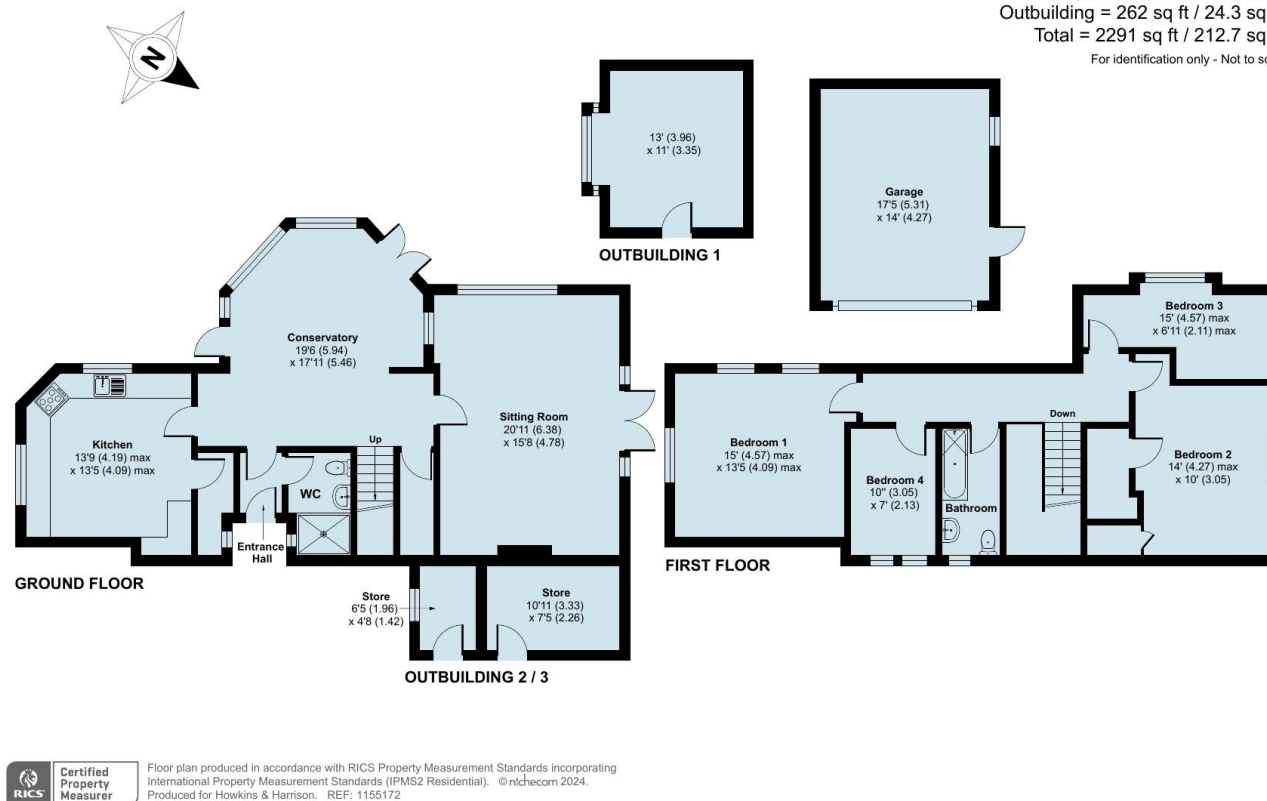 Outbuilding = 262 sq ft / 24.3 sq
Total = 2291 sq ft / 212.7 sq
For identification only - Not to sc
N
13' (3.96)
x 11' (3.35)
OUTBUILDING 1
Garage
17'5 (5.31)
x 14' (4.27)
Conservatory
19'6 (5.94)
x 17'11 (5.46)
Kitchen
13'9 (4.19) max
x 13'5 (4.09) max
Sitting Room
20'11 (6.38)
x 15'8 (4.78)
Up
WC
Entrance
Hall
GROUND FLOOR
Store
6'5 (1.96)
x 4'8 (1.42)
Store
10'11 (3.33)
x 7'5 (2.26)
OUTBUILDING 2 / 3
Bedroom 3
15' (4.57) max
x 6'11 (2.11) max
Down
Bedroom 1
15' (4.57) max
x 13'5 (4.09) max
Bedroom 4
10" (3.05)
x 7' (2.13)
Bathroom
Bedroom 2
14' (4.27) max
x 10' (3.05)
FIRST FLOOR
RICS
Certified
Property
Measurer
Floor plan produced in accordance with RICS Property Measurement Standards incorporating
International Property Measurement Standards (IPMS2 Residential). © nichecom 2024.
Produced for Howkins & Harrison. REF: 1155172